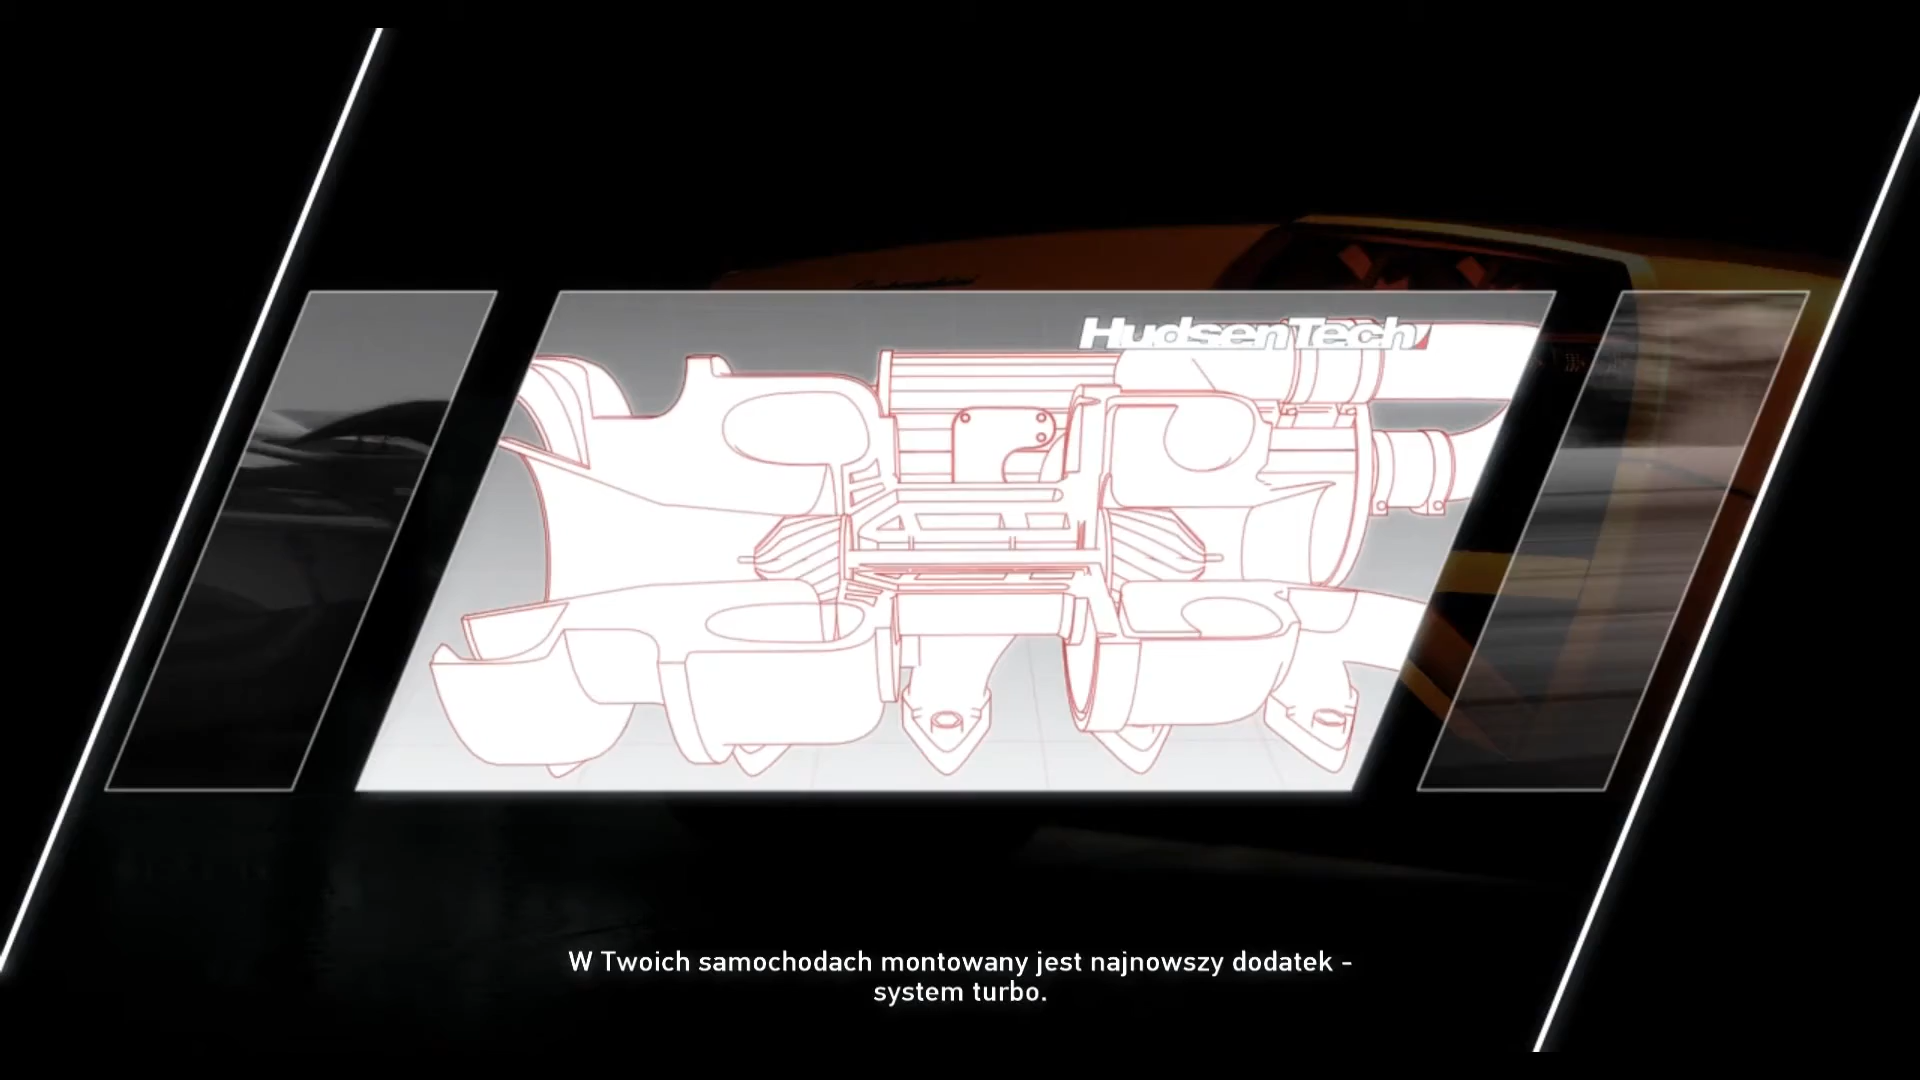 HudsenTech
W Twoich samochodach montowany jest najnowszy dodatek -
system turbo.